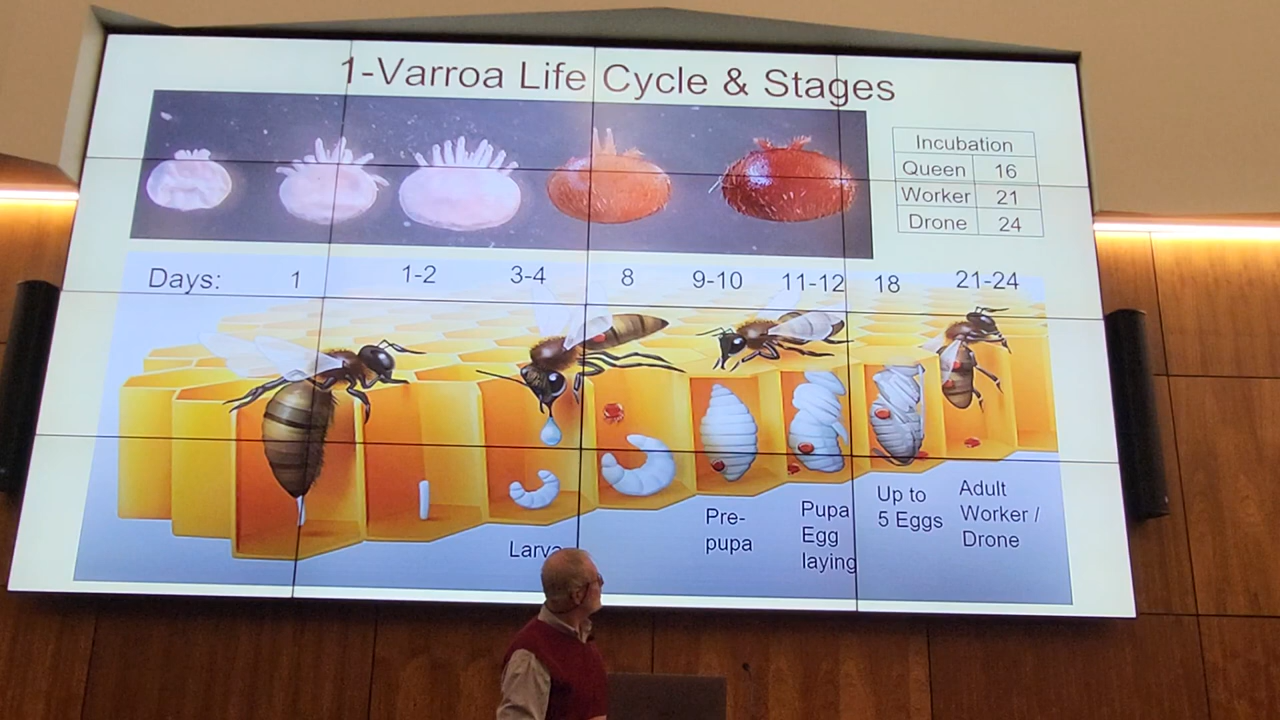 1-Varroa Life Cycle & Stages
Incubation
Queen 16
Worker 21
Drone 24
Days: 1 1-2 3-4 8 9-10 11-12 18 21-24
Larva
Pre-
pupa
Pupa
Egg
laying
Up to
5 Eggs
Adult
Worker /
Drone